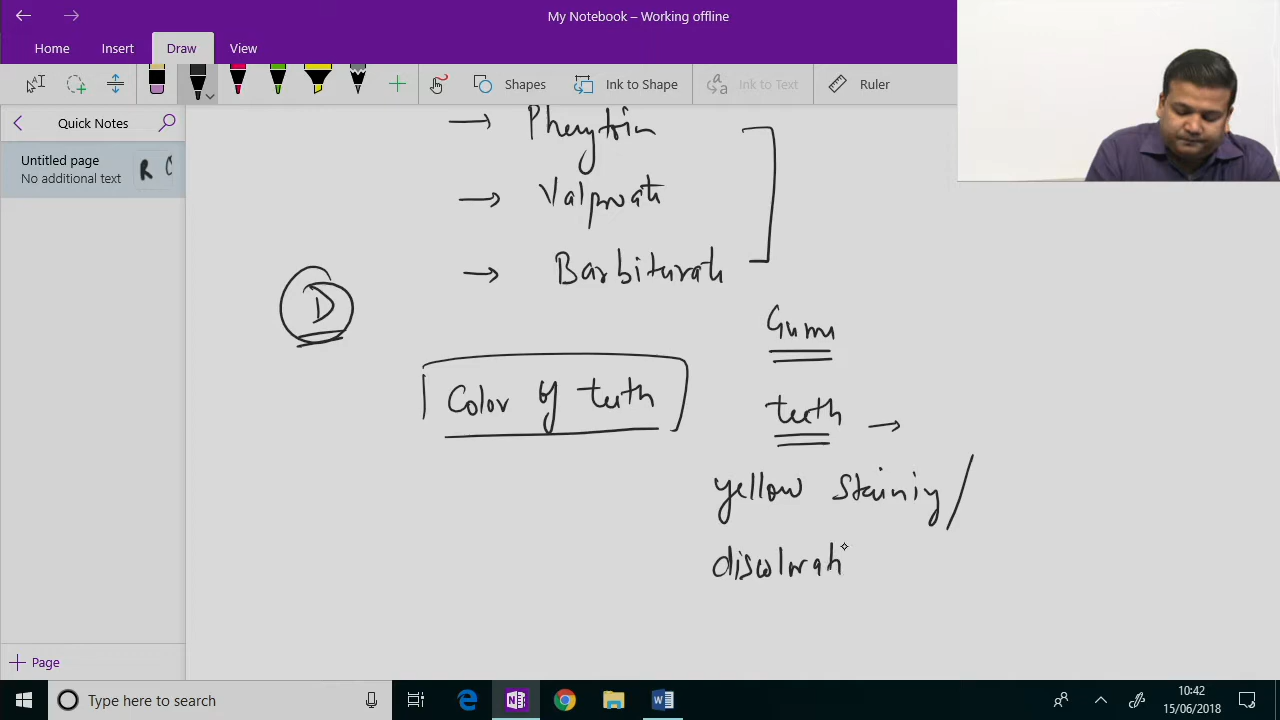 My Notebook – Working offline
Home Insert Draw View
Ink to Text
Shapes Ink to Shape Ruler
Quick Notes
Untitled page
No additional text
R
→ Phenytoin
→ Valproate
→ Barbiturate
D
Gums
Color of teeth
teeth →
yellow Staining /
discolorat
+ Page
Type here to search
10:42
15/06/2018